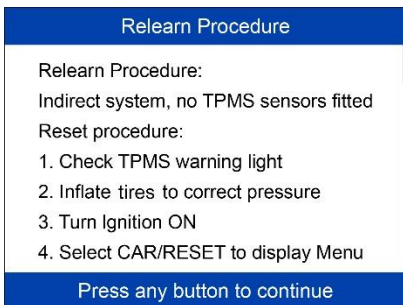 Relearn Procedure
Relearn Procedure:
Indirect system, no TPMS sensors fitted
Reset procedure:
1. Check TPMS warning light
2. Inflate tires to correct pressure
3. Turn Ignition ON
4. Select CAR/RESET to display Menu
Press any button to continue